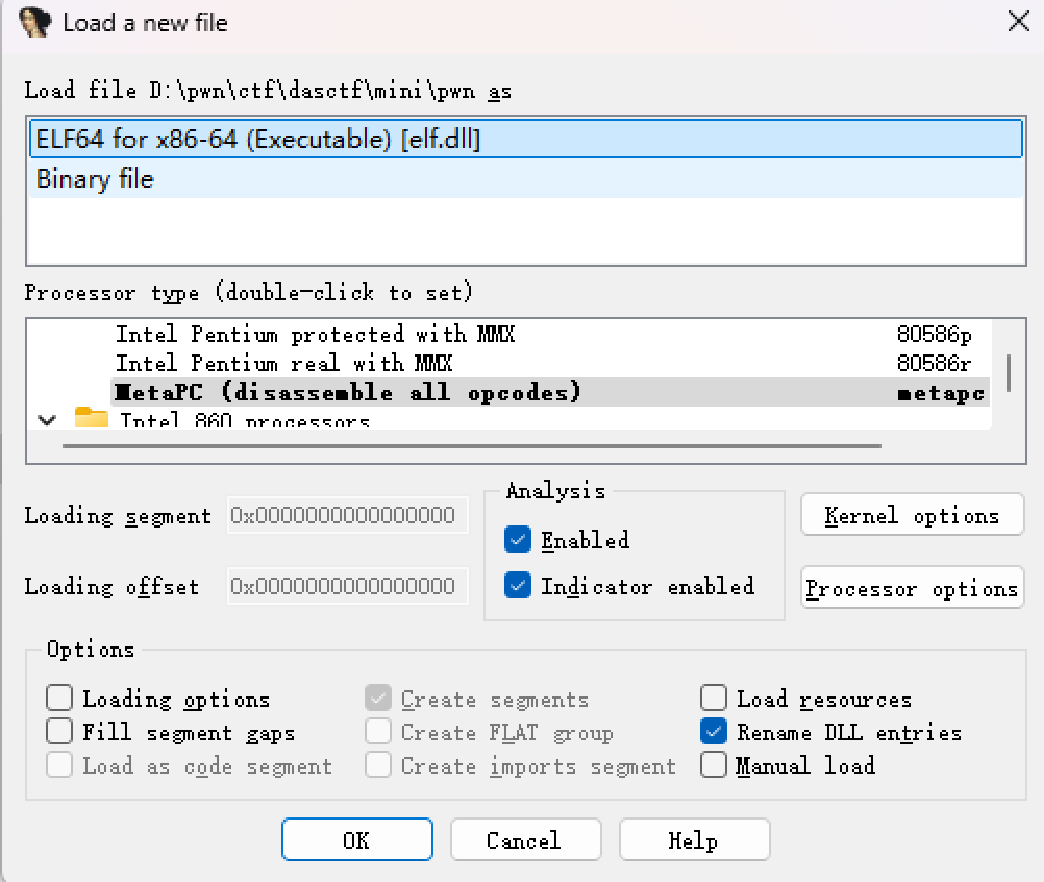 Load a new file
Load file D:\pwn\ctf\dasctf\mini\pwn as
ELF64 for x86-64 (Executable) [elf.dll]
Binary file
Processor type (double-click to set)
Intel Pentium protected with MMX 80586p
Intel Pentium real with MMX 80586r
MetaPC (disassemble all opcodes) metapc
Intel 860 processors
Loading segment 0x0000000000000000
Loading offset 0x0000000000000000
Analysis
Enabled
Indicator enabled
Kernel options
Processor options
Options
Loading options Create segments Load resources
Fill segment gaps Create FLAT group Rename DLL entries
Load as code segment Create imports segment Manual load
OK Cancel Help